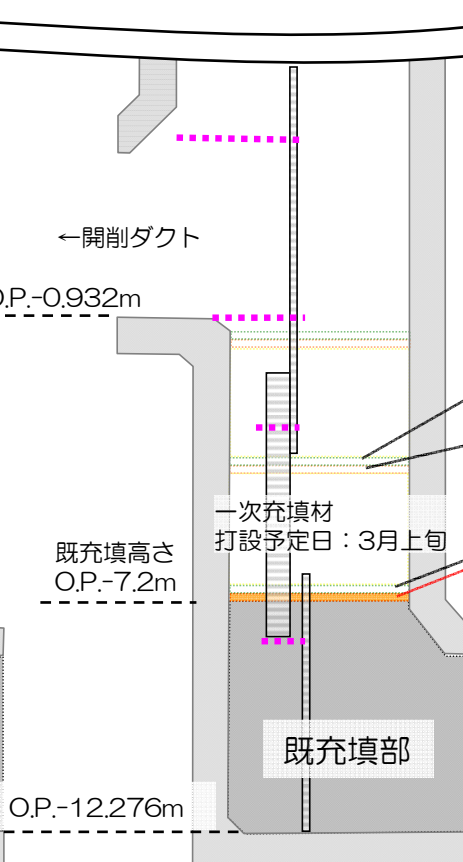 ←開削ダクト
O.P.-0.932m
一次充填材
打設予定日：3月上旬
既充填高さ
O.P.-7.2m
既充填部
O.P.-12.276m